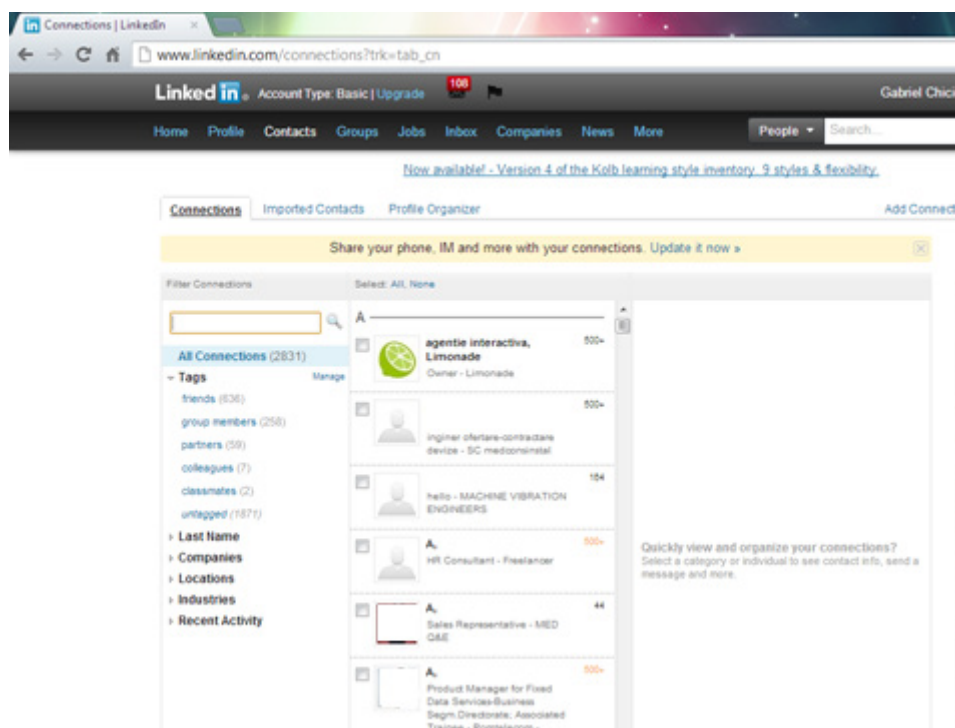 Connections | LinkedIn
www.linkedin.com/connections?trk=tab_cn
Linked in. Account Type: Basic | Upgrade 108 Gabriel Chici
Home Profile Contacts Groups Jobs Inbox Companies News More People Search...
Now available! - Version 4 of the Kolb learning style inventory. 9 styles & flexibility.
Connections Imported Contacts Profile Organizer Add Connect
Share your phone, IM and more with your connections. Update it now »
Filter Connections Select: All, None
A
All Connections (2831)
Tags Manage
friends (636)
group members (258)
partners (59)
colleagues (7)
classmates (2)
untagged (1871)
Last Name
Companies
Locations
Industries
Recent Activity
agentie interactiva, 500+
Limonade
Owner - Limonade
500+
inginer ofertare-contractare
devize - SC medconsinstal
184
hello - MACHINE VIBRATION
ENGINEERS
A. 500+
HR Consultant - Freelancer
A. 44
Sales Representative - MED
Q&E
A. 500+
Product Manager for Fixed
Data Services-Business
Segm.Directorate; Associated
Trainer - Romtelecom -
Quickly view and organize your connections?
Select a category or individual to see contact info, send a
message and more.